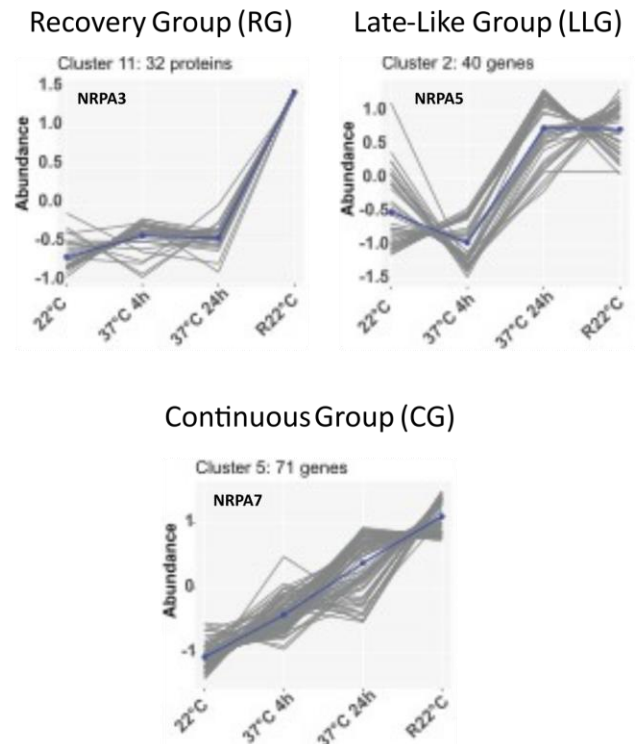 Recovery Group (RG)
Cluster 11: 32 proteins
NRPA3
Abundance
1.5
1.0
0.5
0.0
-0.5
-1.0
22°C
37°C 4h
37°C 24h
R22°C
Late-Like Group (LLG)
Cluster 2: 40 genes
NRPA5
Abundance
1.0
0.5
0.0
-0.5
-1.0
-1.5
22°C
37°C 4h
37°C 24h
R22°C
Continuous Group (CG)
Cluster 5: 71 genes
NRPA7
Abundance
1
0
-1
22°C
37°C 4h
37°C 24h
R22°C